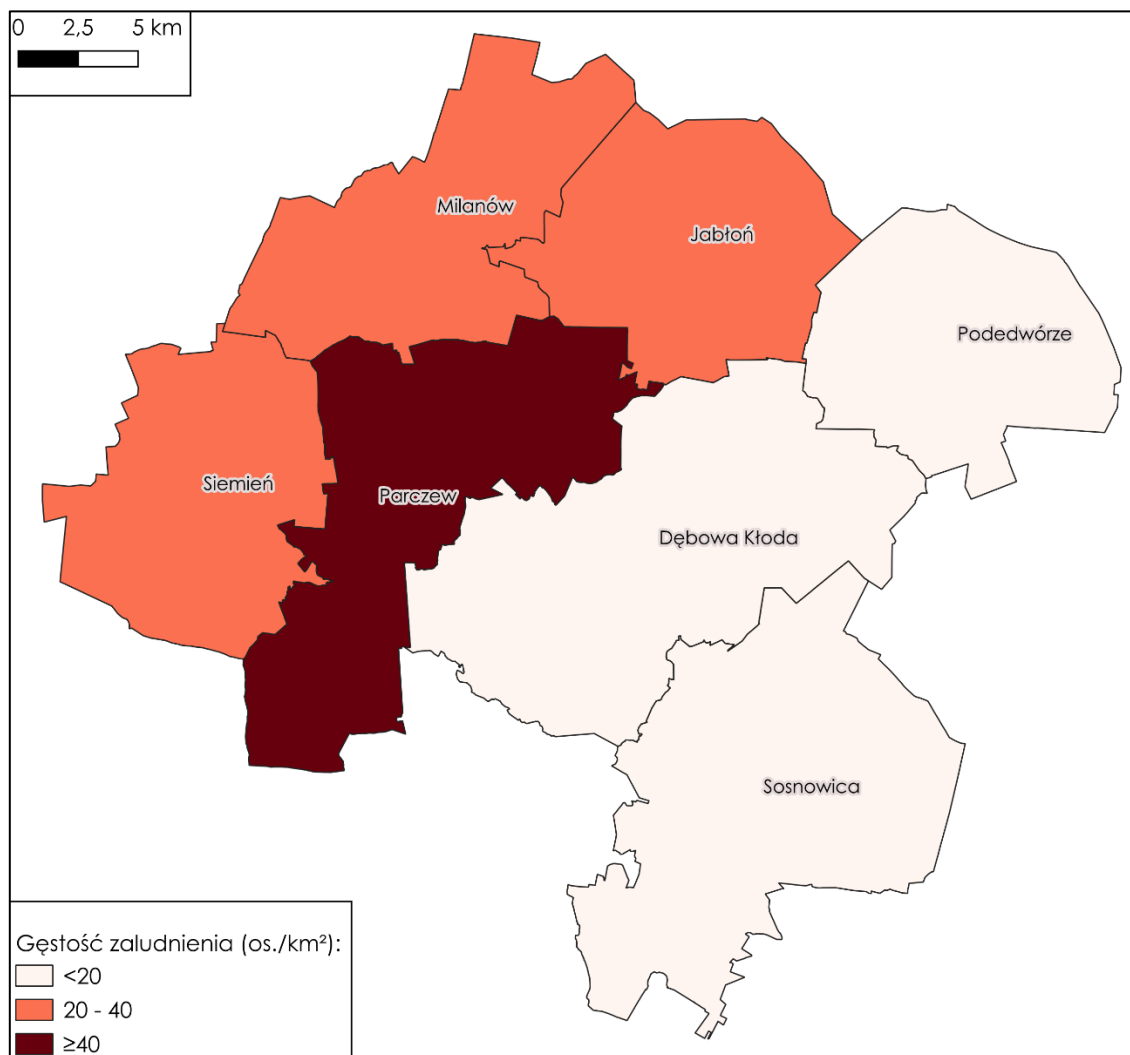 0 2,5 5 km
Milanów
Jabłoń
Podedwórze
Siemień
Parczew
Dębowa Kłoda
Sosnowica
Gęstość zaludnienia (os./km²):
<20
20 - 40
≥40